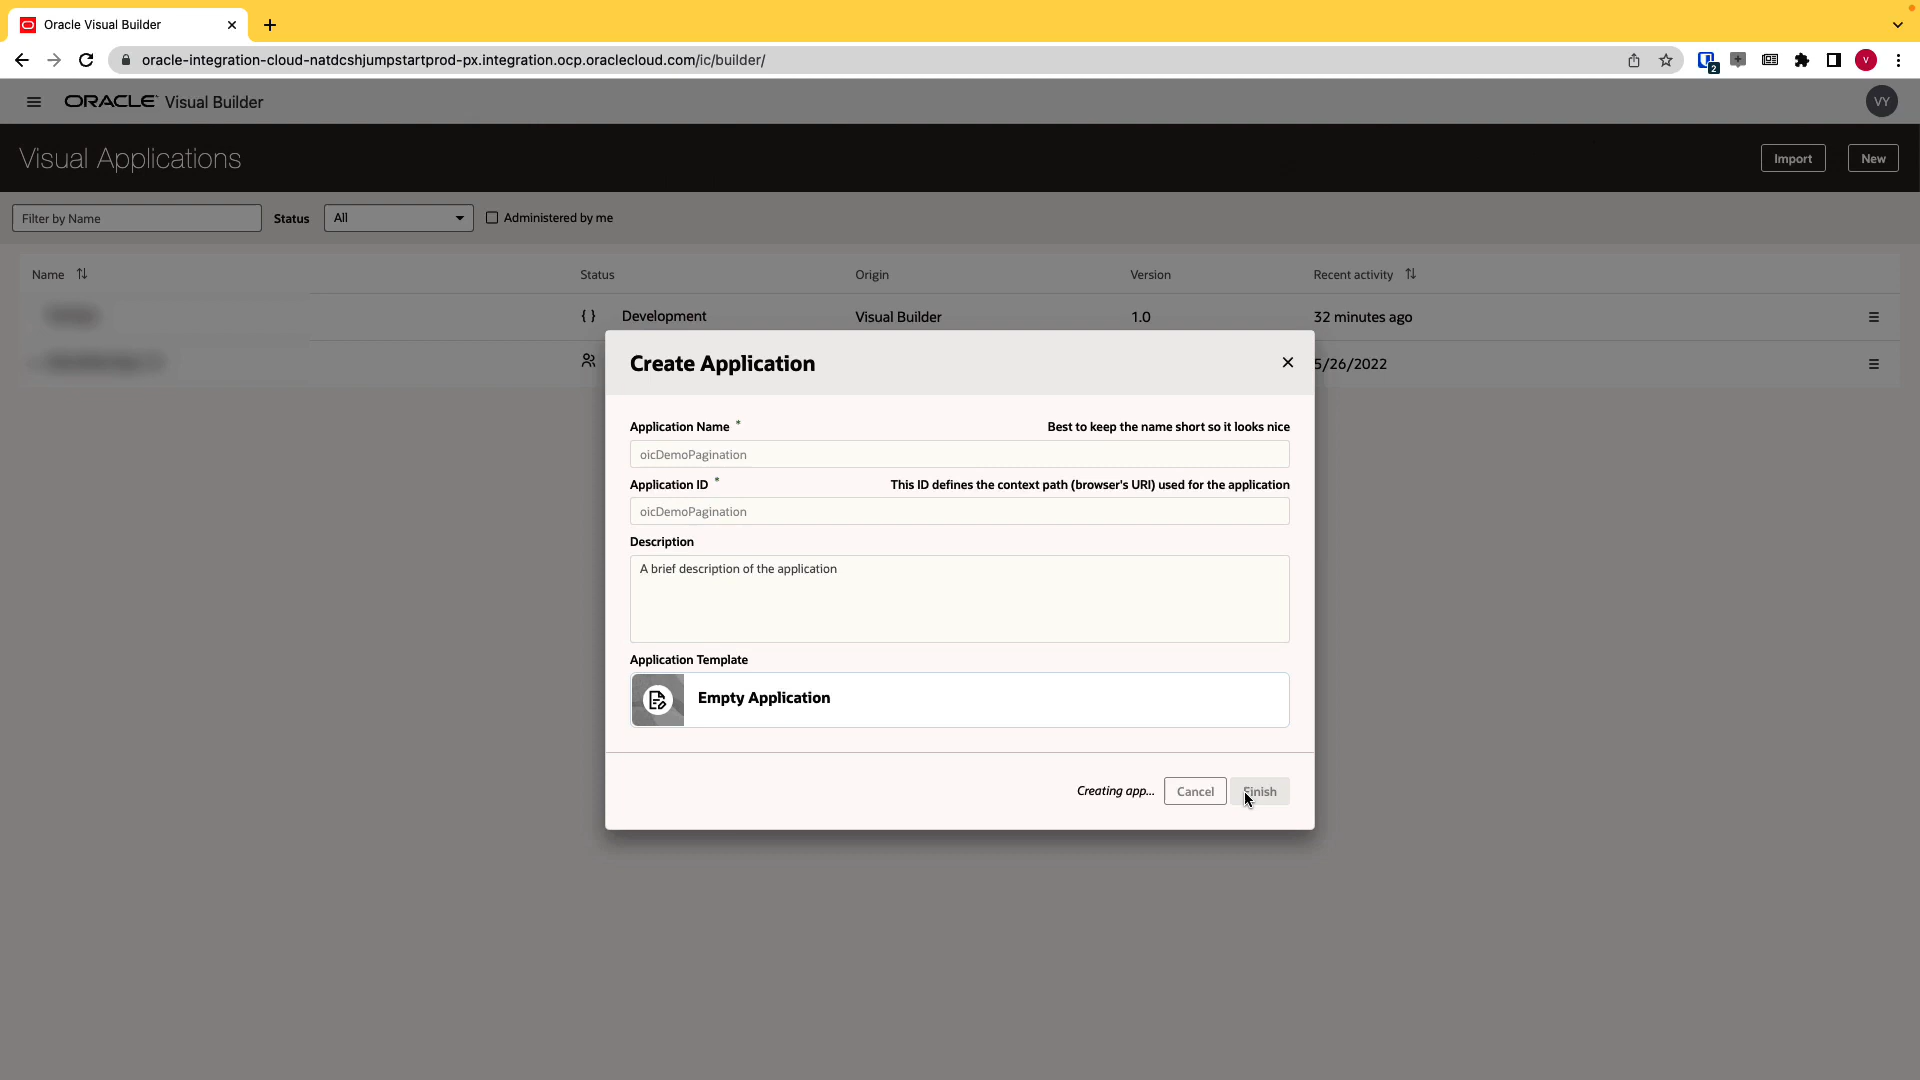 Oracle Visual Builder
oracle-integration-cloud-natdcshjumpstartprod-px.integration.ocp.oraclecloud.com/ic/builder/
2
V
ORACLE Visual Builder
VY
Visual Applications
Import
New
Filter by Name
Status
All
Administered by me
Name
Status
Origin
Version
Recent activity
{ } Development
Visual Builder
1.0
32 minutes ago
5/26/2022
Create Application
Application Name *
Best to keep the name short so it looks nice
oicDemoPagination
Application ID *
This ID defines the context path (browser's URI) used for the application
oicDemoPagination
Description
A brief description of the application
Application Template
Empty Application
Creating app...
Cancel
Finish